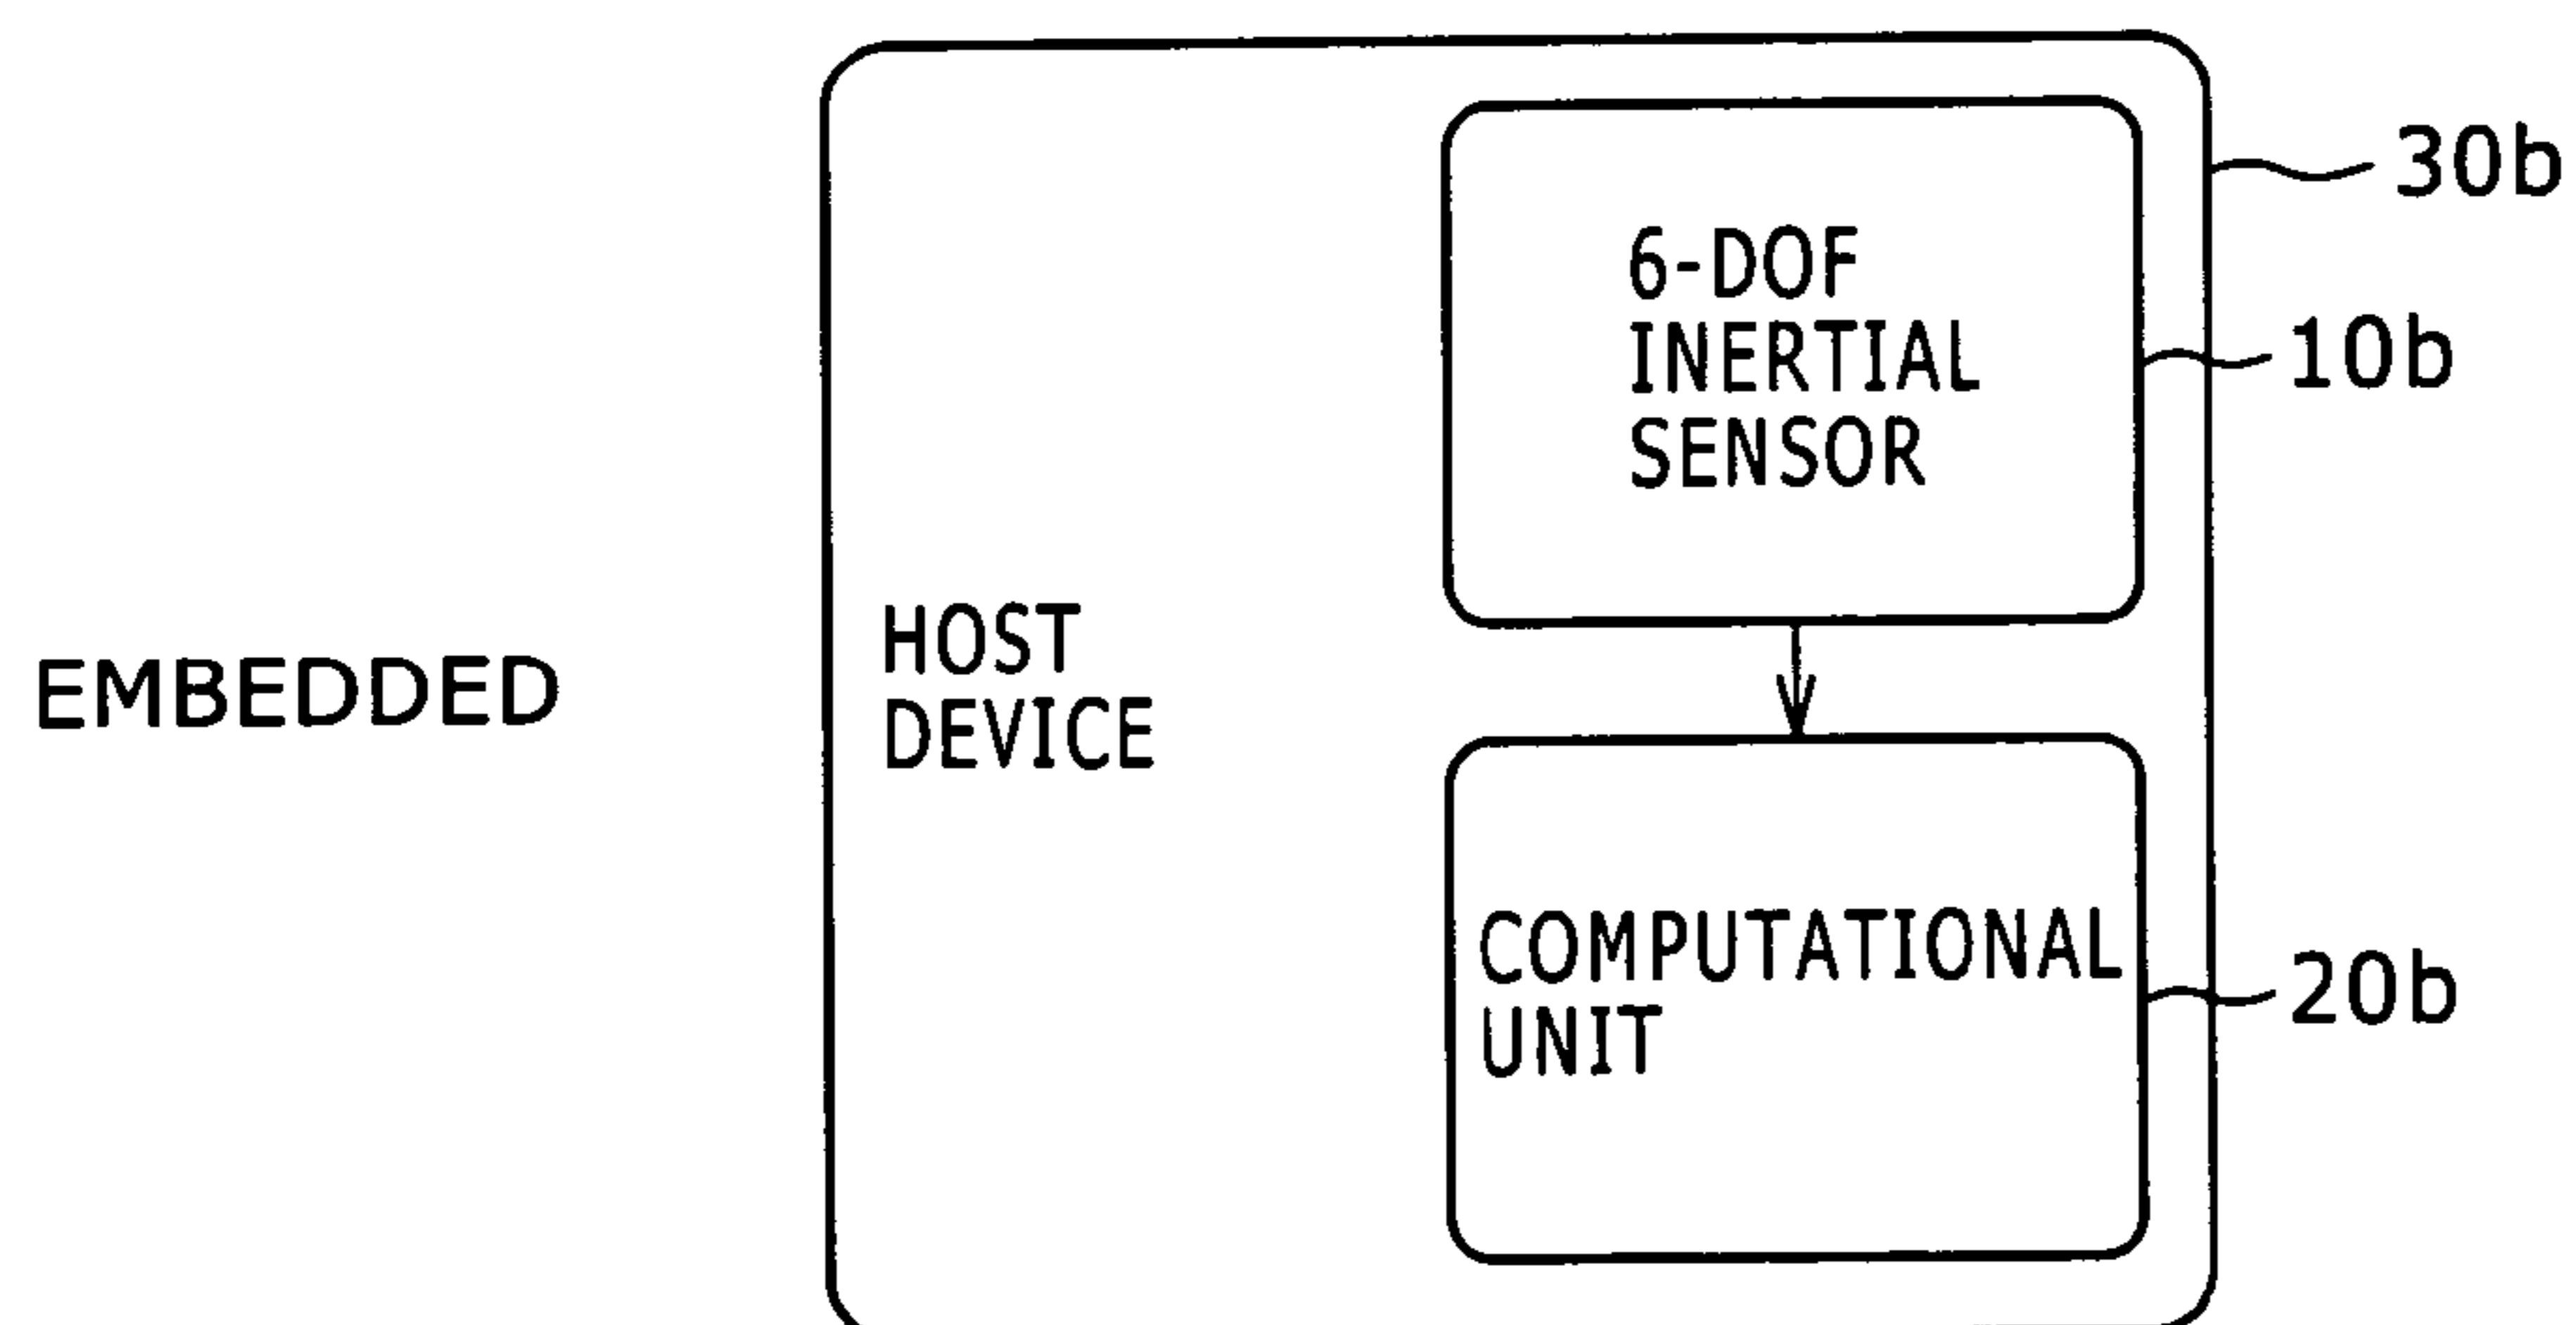 EMBEDDED
HOST
DEVICE
6-DOF
INERTIAL
SENSOR
COMPUTATIONAL
UNIT
30b
10b
20b